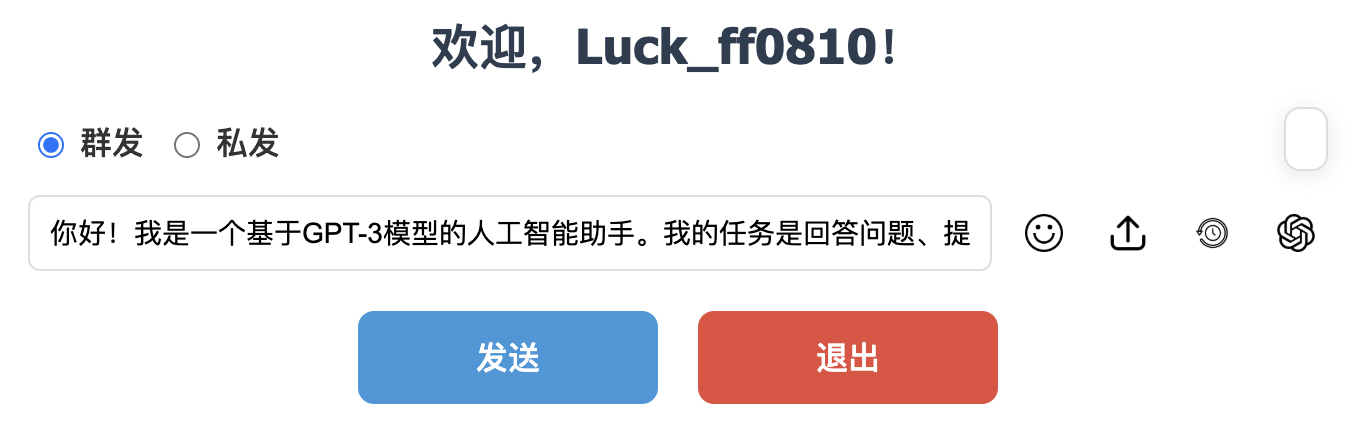 欢迎，Luck_ff0810！
群发 私发
你好！我是一个基于GPT-3模型的人工智能助手。我的任务是回答问题、提
发送 退出